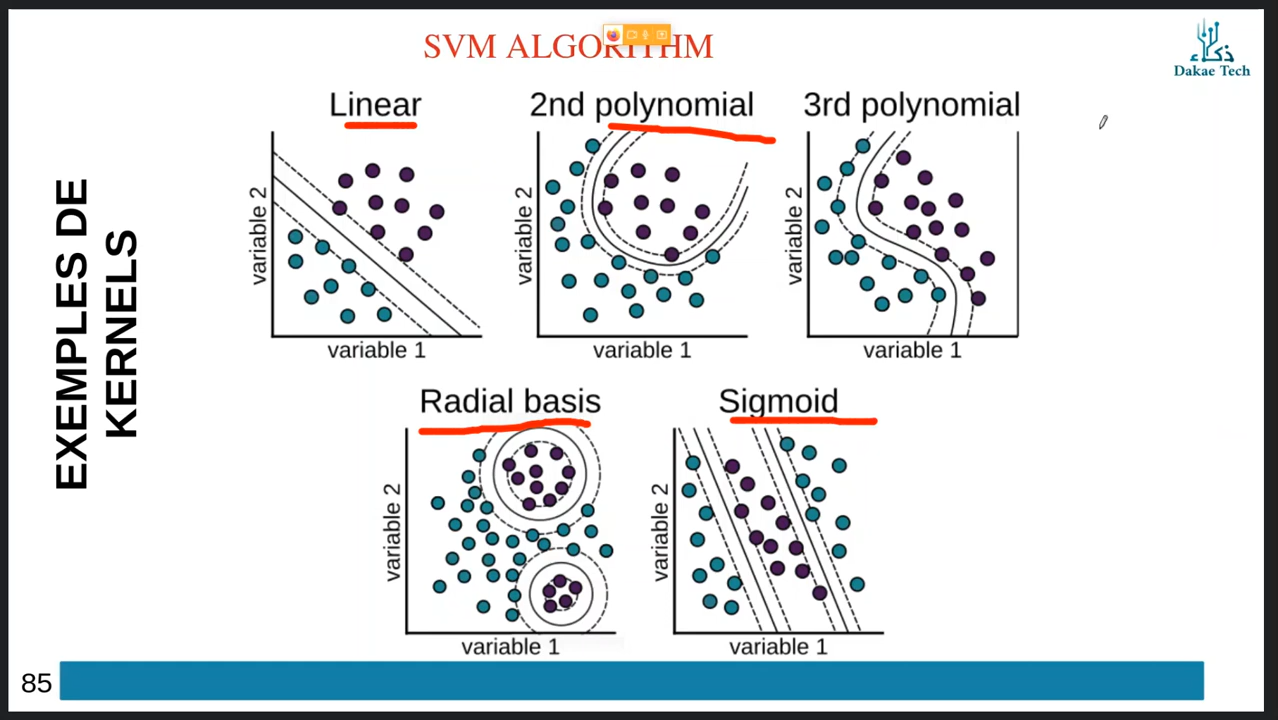 SVM ALGORITHM
ذكاء
Dakae Tech
EXEMPLES DE
KERNELS
Linear
variable 2
variable 1
2nd polynomial
variable 2
variable 1
3rd polynomial
variable 2
variable 1
Radial basis
variable 2
variable 1
Sigmoid
variable 2
variable 1
85